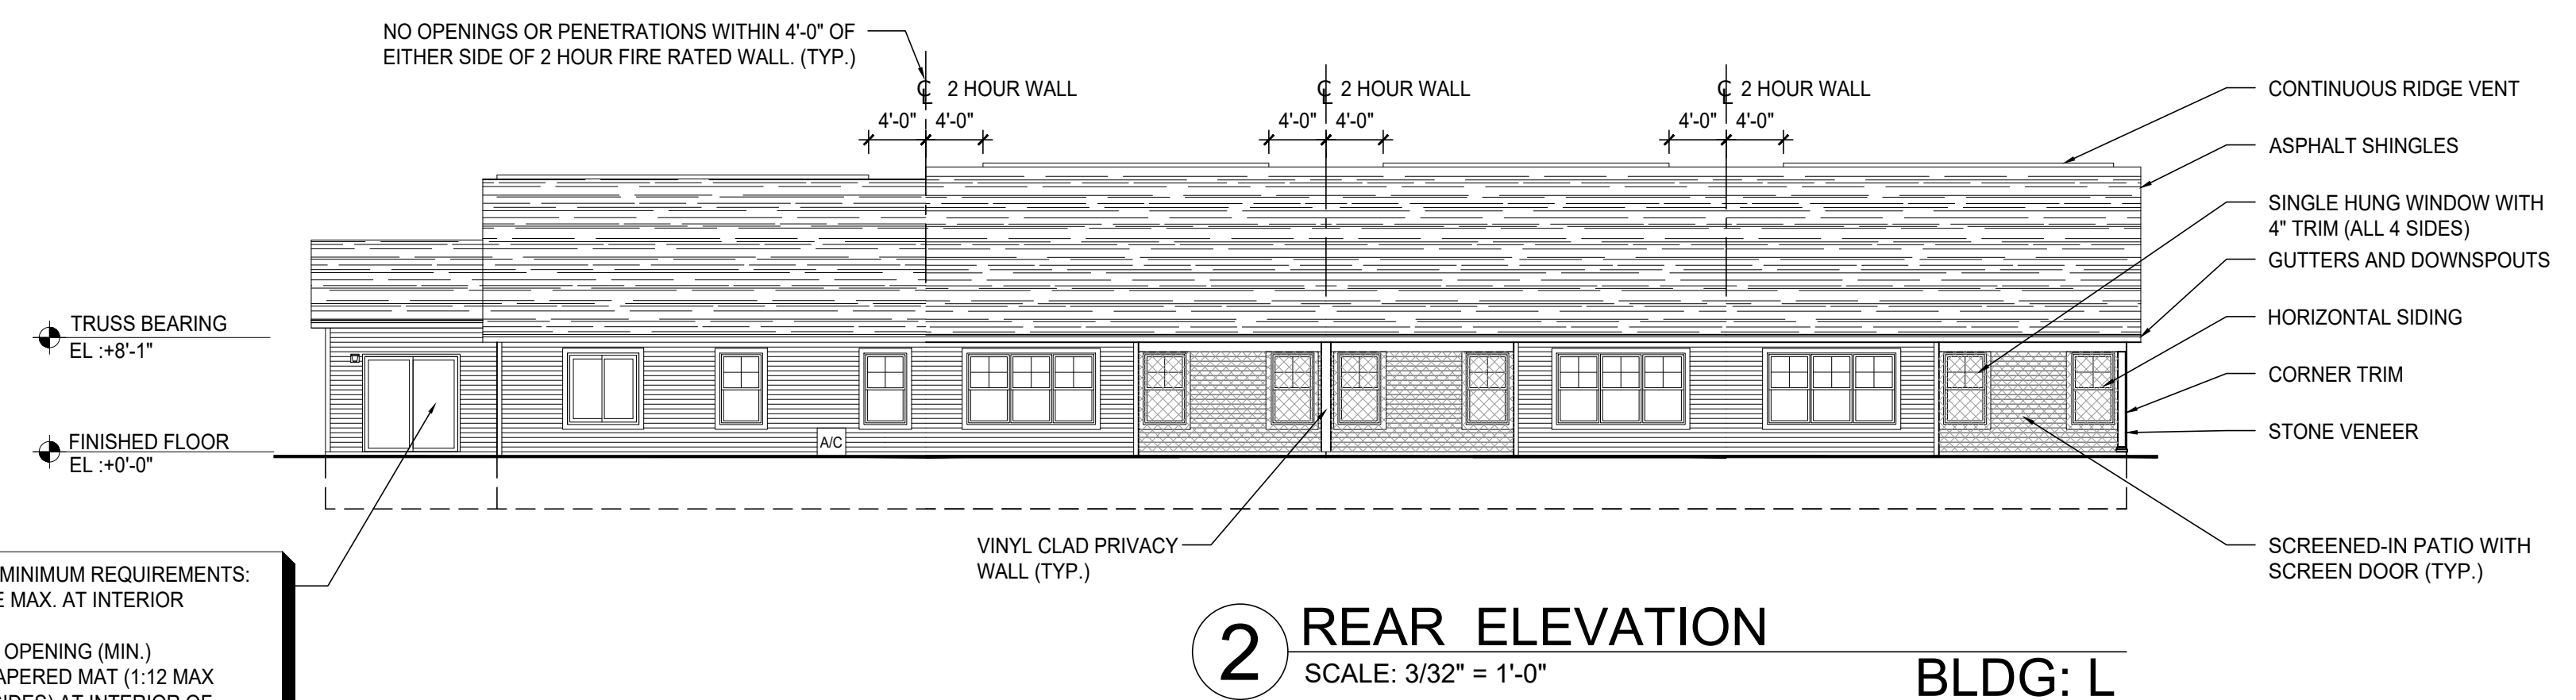 NO OPENINGS OR PENETRATIONS WITHIN 4'-0" OF
EITHER SIDE OF 2 HOUR FIRE RATED WALL. (TYP.)
℄ 2 HOUR WALL
℄ 2 HOUR WALL
℄ 2 HOUR WALL
4'-0" 4'-0"
4'-0" 4'-0"
4'-0" 4'-0"
CONTINUOUS RIDGE VENT
ASPHALT SHINGLES
SINGLE HUNG WINDOW WITH
4" TRIM (ALL 4 SIDES)
GUTTERS AND DOWNSPOUTS
HORIZONTAL SIDING
CORNER TRIM
STONE VENEER
SCREENED-IN PATIO WITH
SCREEN DOOR (TYP.)
TRUSS BEARING
EL :+8'-1"
FINISHED FLOOR
EL :+0'-0"
A/C
VINYL CLAD PRIVACY
WALL (TYP.)
MINIMUM REQUIREMENTS:
MAX. AT INTERIOR
OPENING (MIN.)
APERED MAT (1:12 MAX
SIDES) AT INTERIOR OF
2
REAR ELEVATION
SCALE: 3/32" = 1'-0"
BLDG: L